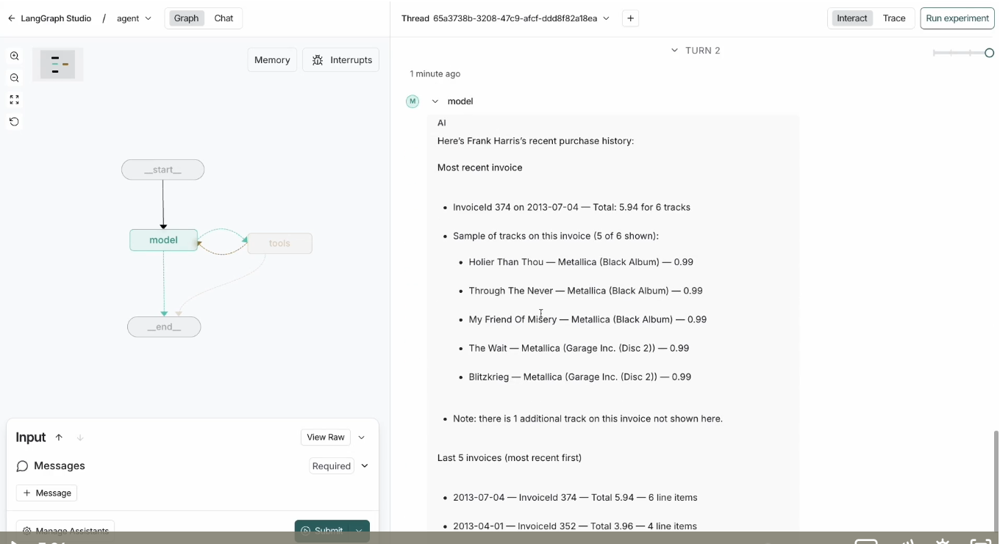 LangGraph Studio / agent
Graph Chat
Thread 65a3738b-3208-47c9-afcf-ddd8f82a18ea
+
Interact Trace
Run experiment
Memory
Interrupts
__start__
model
tools
__end__
Input
View Raw
Messages
Required
+ Message
Manage Assistants
Submit
TURN 2
1 minute ago
M model
AI
Here's Frank Harris's recent purchase history:
Most recent invoice
• InvoiceId 374 on 2013-07-04 — Total: 5.94 for 6 tracks
• Sample of tracks on this invoice (5 of 6 shown):
• Holier Than Thou — Metallica (Black Album) — 0.99
• Through The Never — Metallica (Black Album) — 0.99
• My Friend Of Misery — Metallica (Black Album) — 0.99
• The Wait — Metallica (Garage Inc. (Disc 2)) — 0.99
• Blitzkrieg — Metallica (Garage Inc. (Disc 2)) — 0.99
• Note: there is 1 additional track on this invoice not shown here.
Last 5 invoices (most recent first)
• 2013-07-04 — InvoiceId 374 — Total 5.94 — 6 line items
• 2013-04-01 — InvoiceId 352 — Total 3.96 — 4 line items